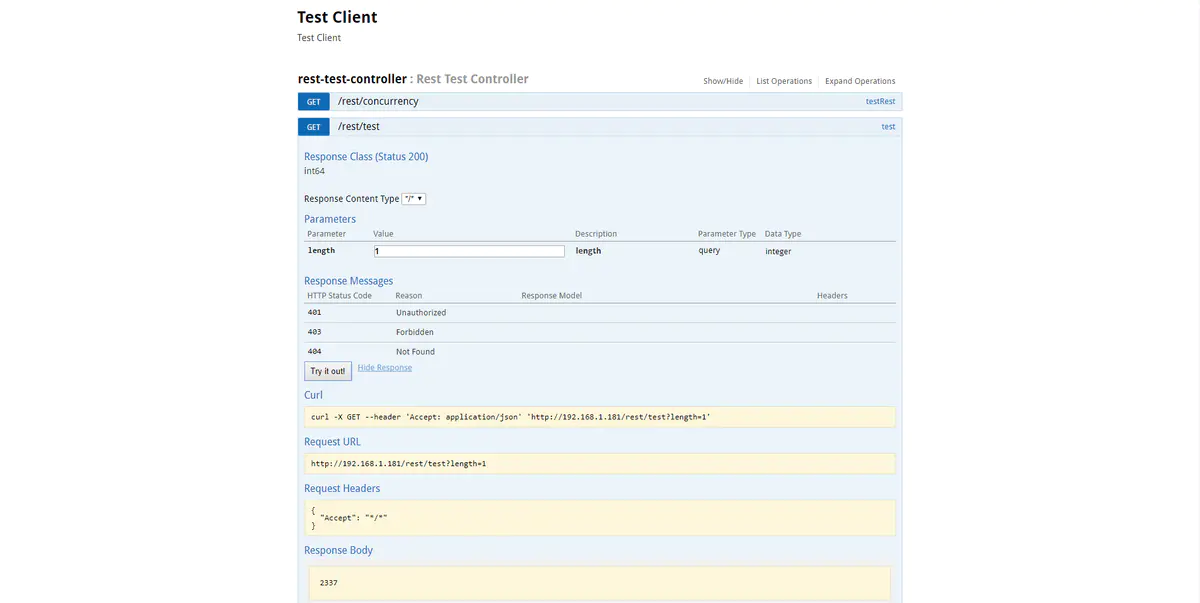 Test Client
Test Client
rest-test-controller : Rest Test Controller
Show/Hide List Operations Expand Operations
GET /rest/concurrency testRest
GET /rest/test test
Response Class (Status 200)
int64
Response Content Type "/" ▼
Parameters
Parameter Value Description Parameter Type Data Type
length 1 length query integer
Response Messages
HTTP Status Code Reason Response Model Headers
401 Unauthorized
403 Forbidden
404 Not Found
Try it out! Hide Response
Curl
curl -X GET --header 'Accept: application/json' 'http://192.168.1.181/rest/test?length=1'
Request URL
http://192.168.1.181/rest/test?length=1
Request Headers
{
"Accept": "*/*"
}
Response Body
2337